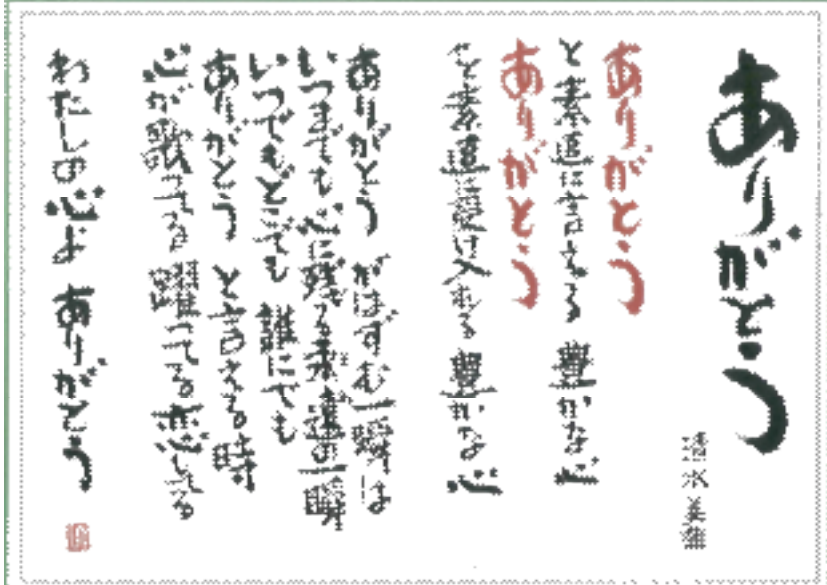 ありがとう
清水美
ありがとう
と素直に言える 豊かな心
ありがとう
と素直に受け入れる 豊かな心
ありがとう がはずむ一瞬は
いつまでも心に残る素適の一瞬
いつでもどこでも 誰にでも
ありがとう と言える時
心が歌ってる 躍ってる恋してる
わたしの心よ ありがとう